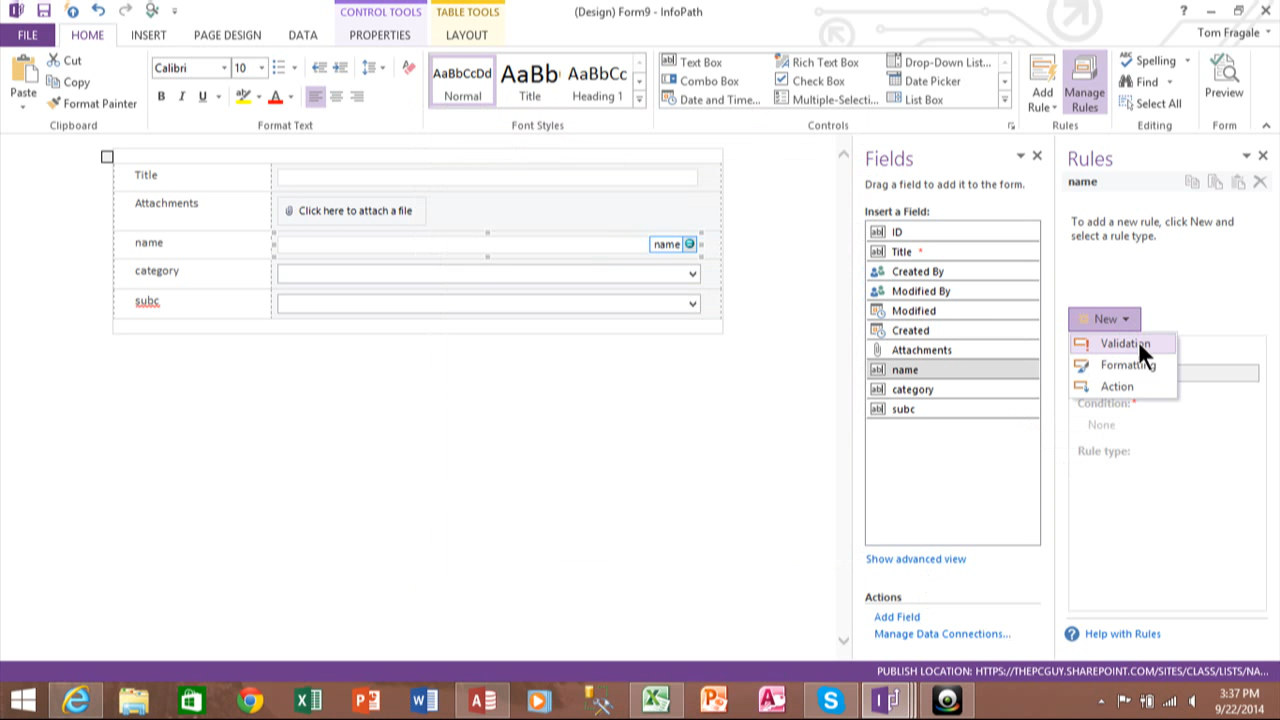 CONTROL TOOLS
TABLE TOOLS
(Design) Form9 - InfoPath
?
FILE
HOME
INSERT
PAGE DESIGN
DATA
PROPERTIES
LAYOUT
Tom Fragale
Paste
Cut
Copy
Format Painter
Clipboard
Calibri
10
B I U
A
Format Text
AaBbCcDd
Normal
AaBb
Title
AaBbCc
Heading 1
Font Styles
Text Box
Combo Box
Date and Time...
Rich Text Box
Check Box
Multiple-Selecti...
Drop-Down List...
Date Picker
List Box
Controls
Add
Rule
Manage
Rules
Rules
Spelling
Find
Select All
Editing
Preview
Form
Title
Attachments
Click here to attach a file
name
name
category
subc
Fields
Drag a field to add it to the form.
Insert a Field:
ID
Title *
Created By
Modified By
Modified
Created
Attachments
name
category
subc
Show advanced view
Actions
Add Field
Manage Data Connections...
Rules
name
To add a new rule, click New and
select a rule type.
New
Validation
Formatting
Action
Condition: *
None
Rule type:
Help with Rules
PUBLISH LOCATION: HTTPS://THEPCGUY.SHAREPOINT.COM/SITES/CLASS/LISTS/NA...
3:37 PM
9/22/2014